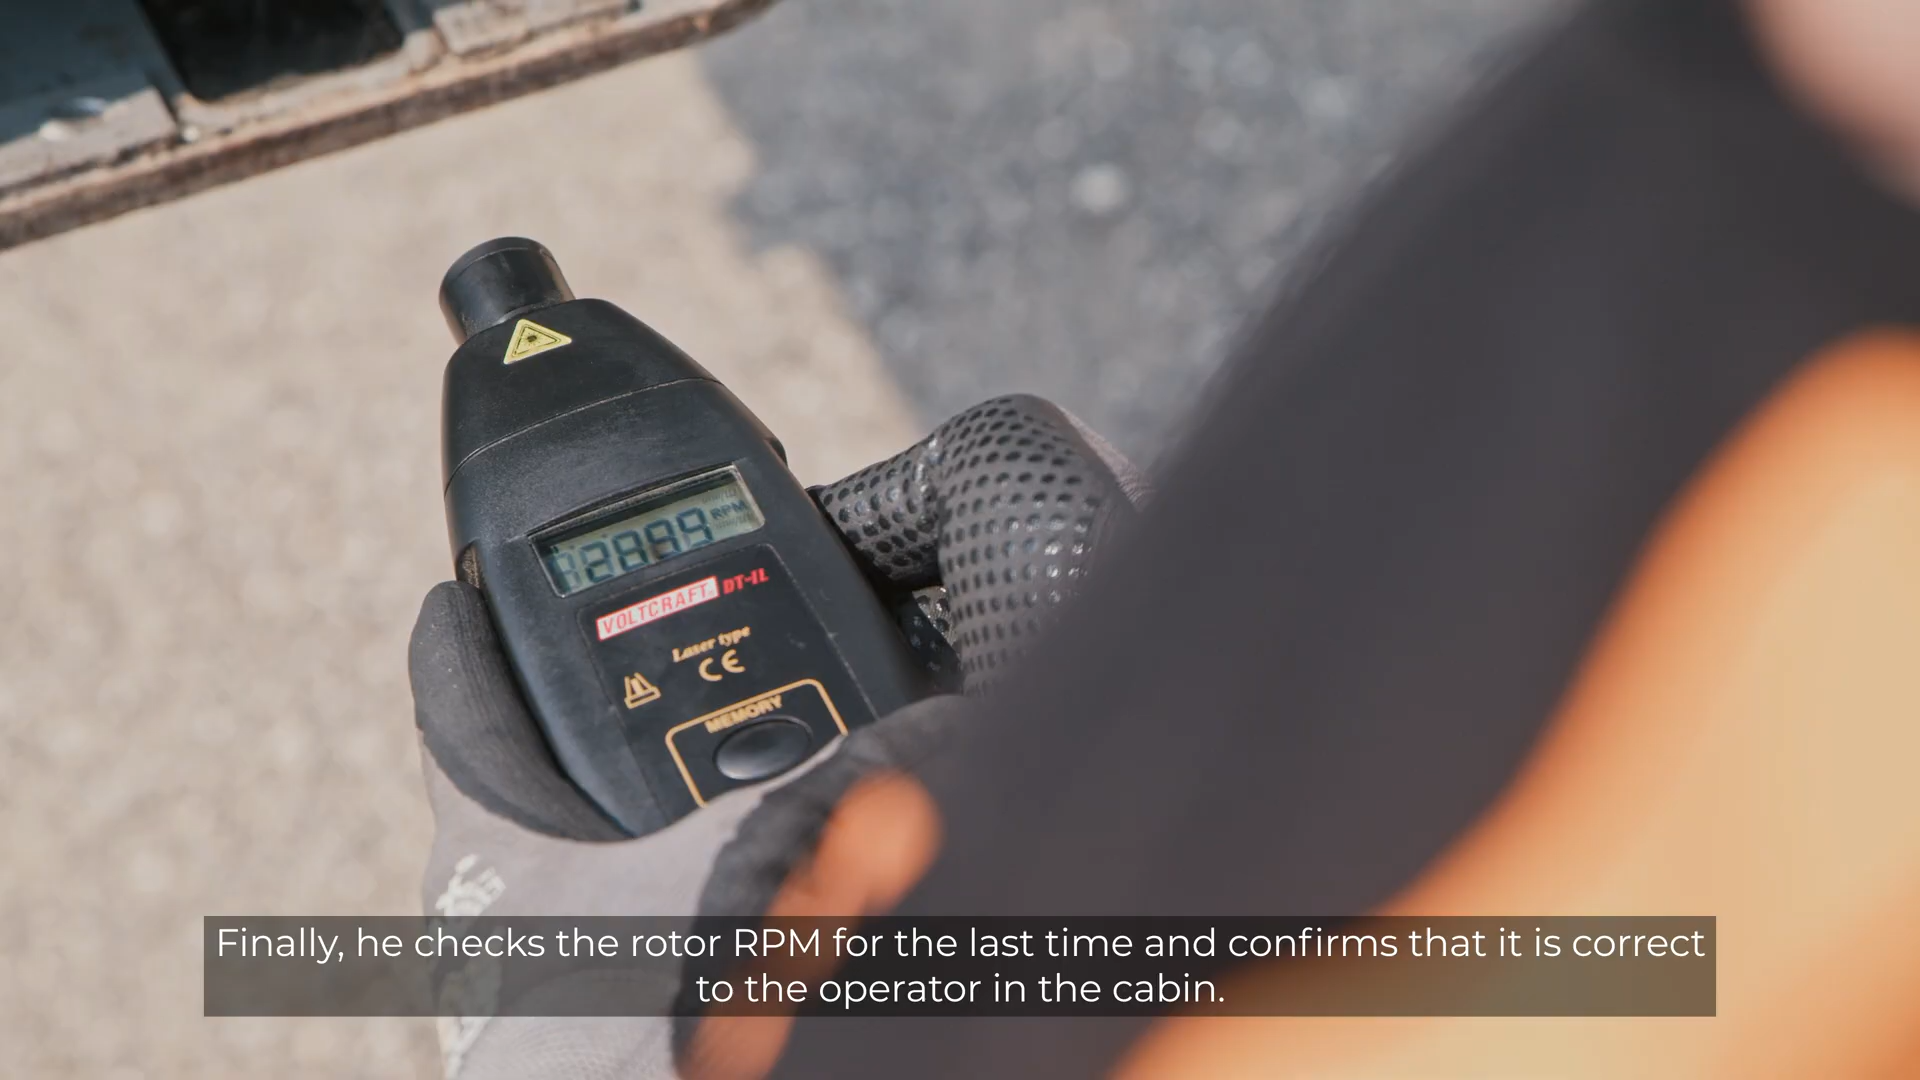 RPM
VOLTCRAFT. DT-1L
Laser type
CE
MEMORY
Finally, he checks the rotor RPM for the last time and confirms that it is correct
to the operator in the cabin.